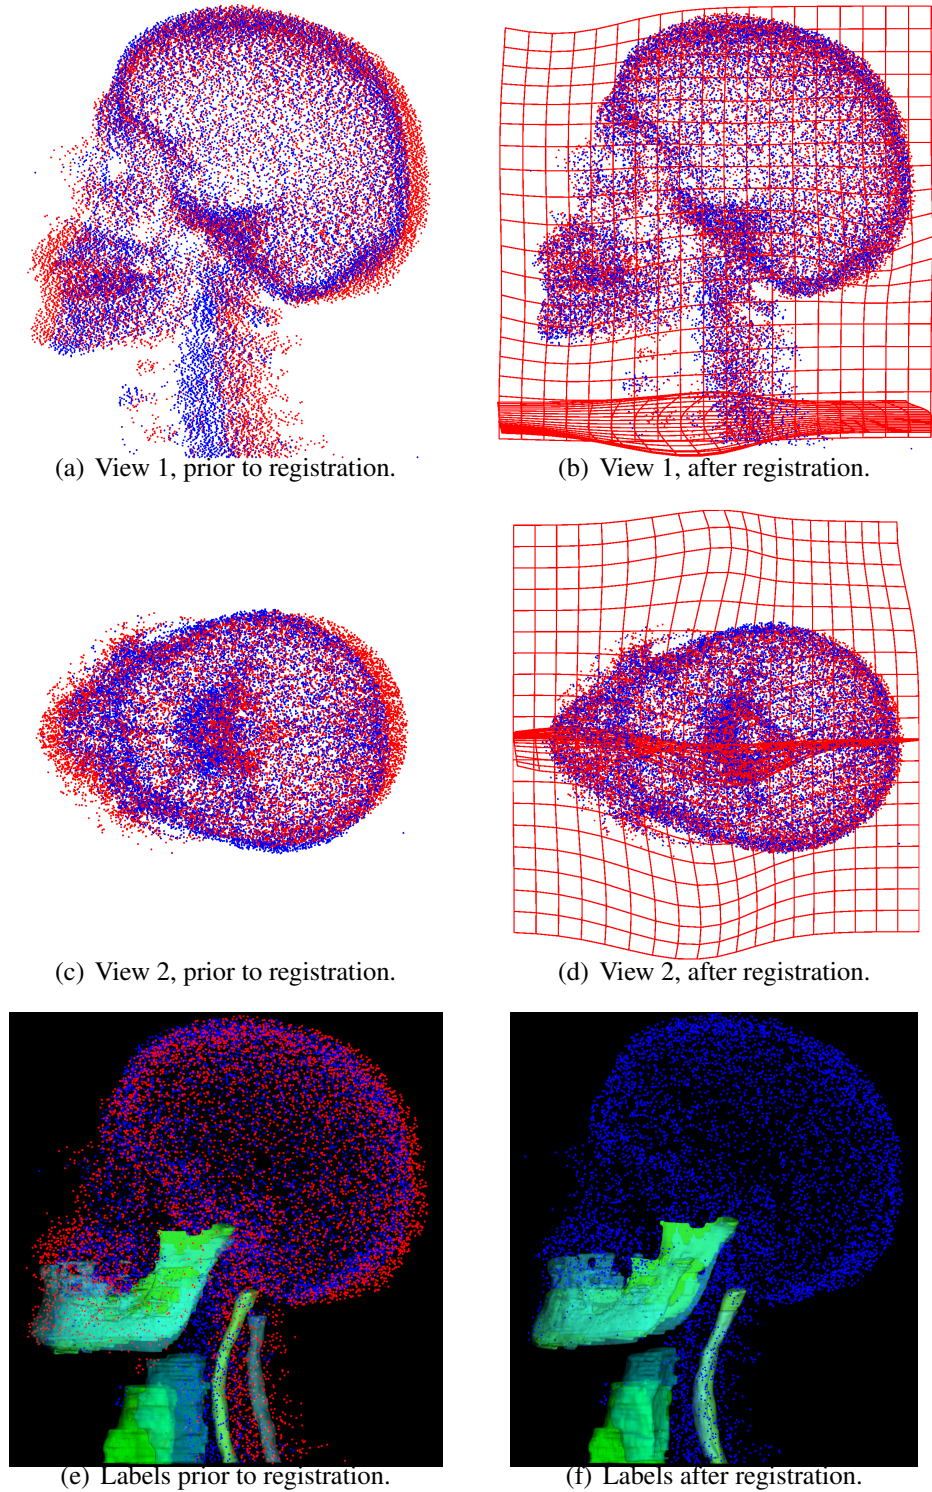 (a) View 1, prior to registration.
(b) View 1, after registration.
(c) View 2, prior to registration.
(d) View 2, after registration.
(e) Labels prior to registration.
(f) Labels after registration.